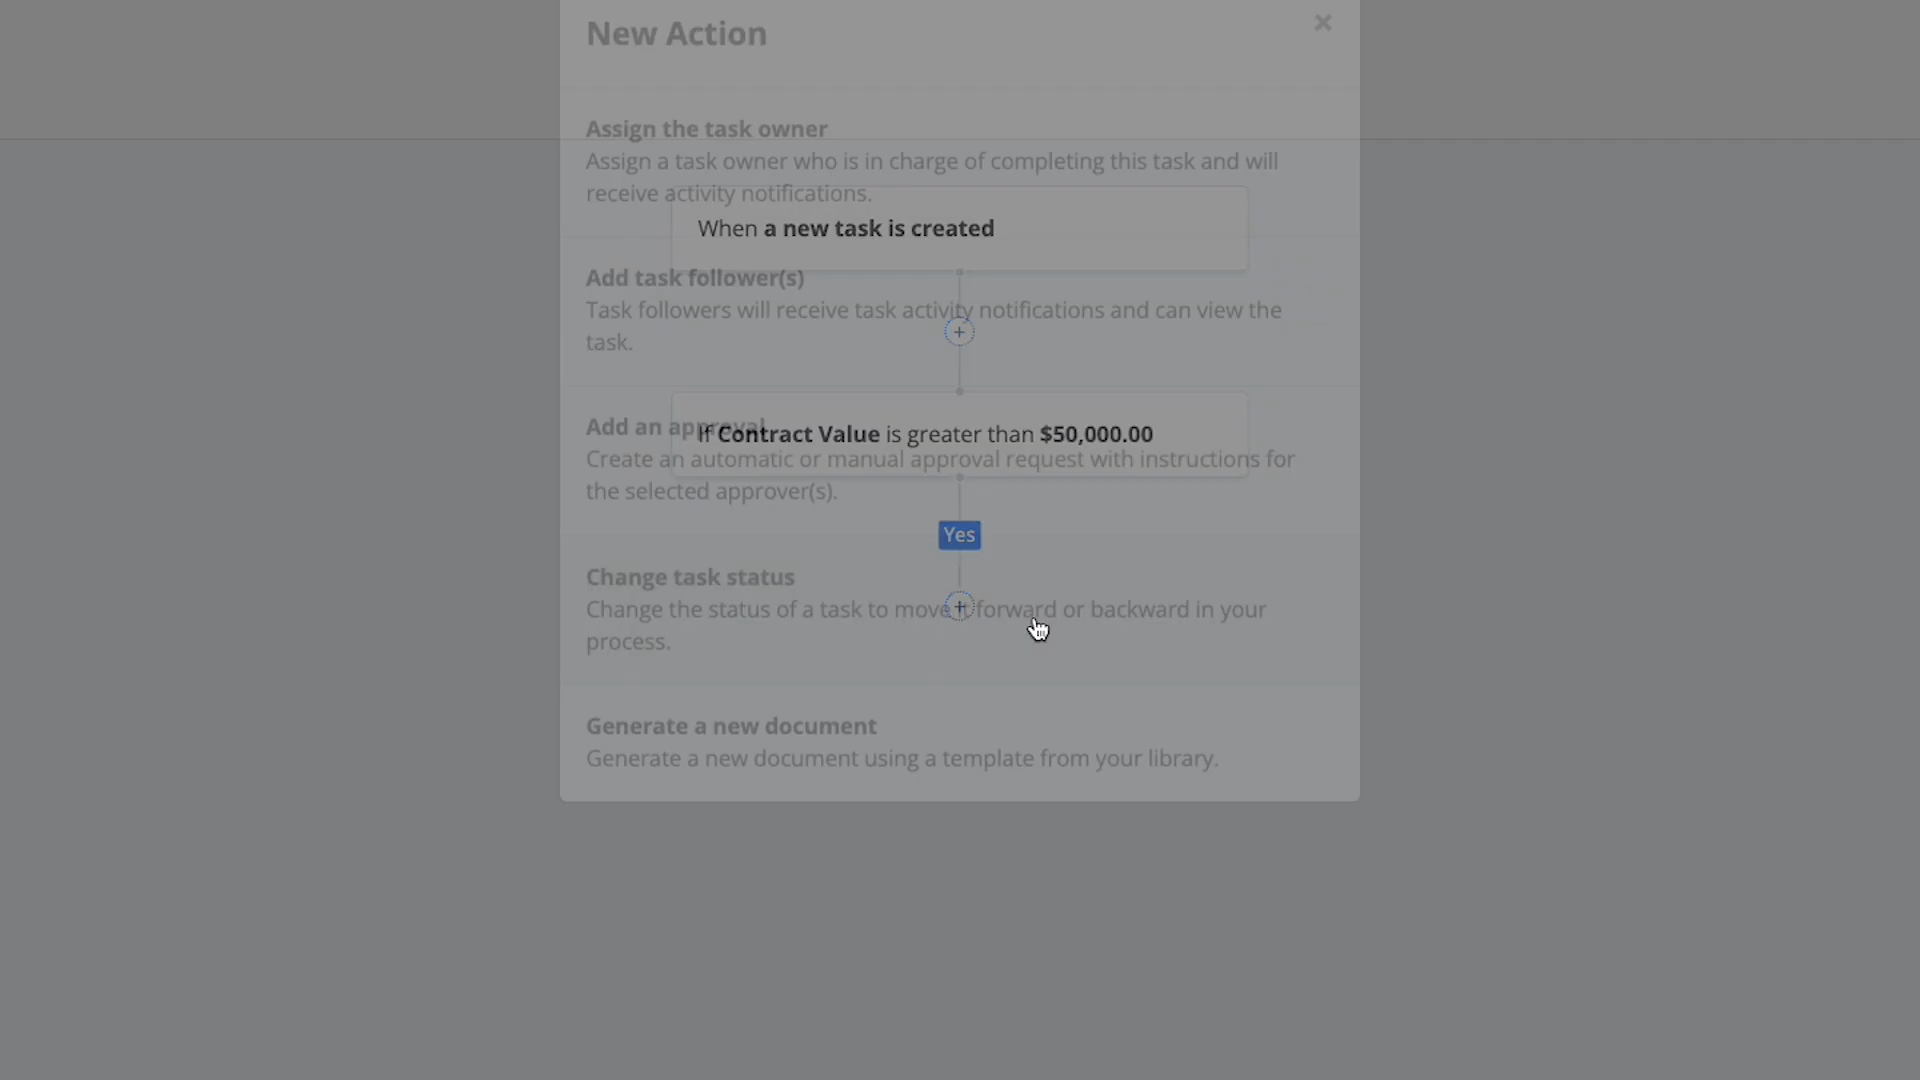 New Action
Assign the task owner
Assign a task owner who is in charge of completing this task and will
receive activity notifications.
When a new task is created
Add task follower(s)
Task followers will receive task activity notifications and can view the
task.
Add an approval
If Contract Value is greater than $50,000.00
Create an automatic or manual approval request with instructions for
the selected approver(s).
Yes
Change task status
Change the status of a task to move it forward or backward in your
process.
Generate a new document
Generate a new document using a template from your library.